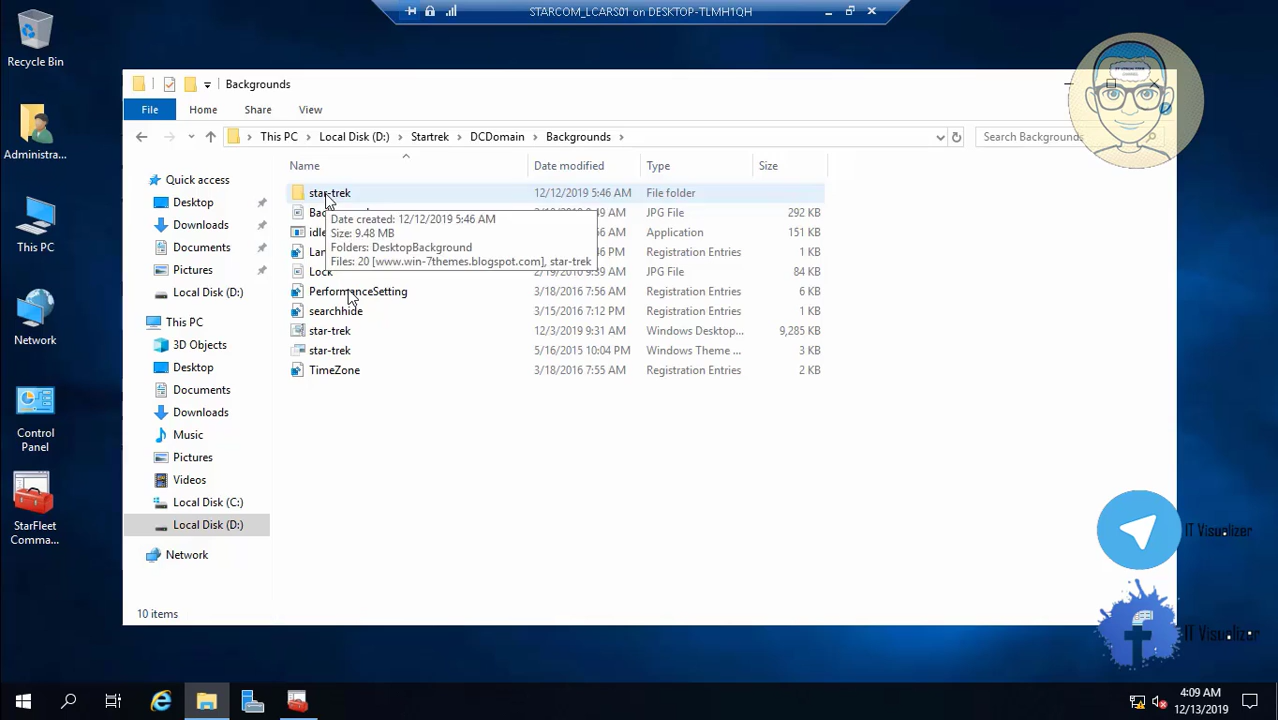 STARCOM_LCARS01 on DESKTOP-TLMH1QH
Recycle Bin
Administra...
This PC
Network
Control
Panel
StarFleet
Comma...
Backgrounds
File Home Share View
This PC Local Disk (D:) Startrek DCDomain Backgrounds
Search Backgrounds
Quick access
Desktop
Downloads
Documents
Pictures
Local Disk (D:)
This PC
3D Objects
Desktop
Documents
Downloads
Music
Pictures
Videos
Local Disk (C:)
Local Disk (D:)
Network
Name Date modified Type Size
star-trek 12/12/2019 5:46 AM File folder
JPG File 292 KB
idle Application 151 KB
Registration Entries
Lock 2/19/2010 9:39 AM JPG File 84 KB
PerformanceSetting 3/18/2016 7:56 AM Registration Entries 6 KB
searchhide 3/15/2016 7:12 PM Registration Entries 1 KB
star-trek 12/3/2019 9:31 AM Windows Desktop... 9,285 KB
star-trek 5/16/2015 10:04 PM Windows Theme ... 3 KB
TimeZone 3/18/2016 7:55 AM Registration Entries 2 KB
Date created: 12/12/2019 5:46 AM
Size: 9.48 MB
Folders: DesktopBackground
Files: 20 [www.win-7themes.blogspot.com], star-trek
10 items
IT Visualizer
IT Visualizer
4:09 AM
12/13/2019